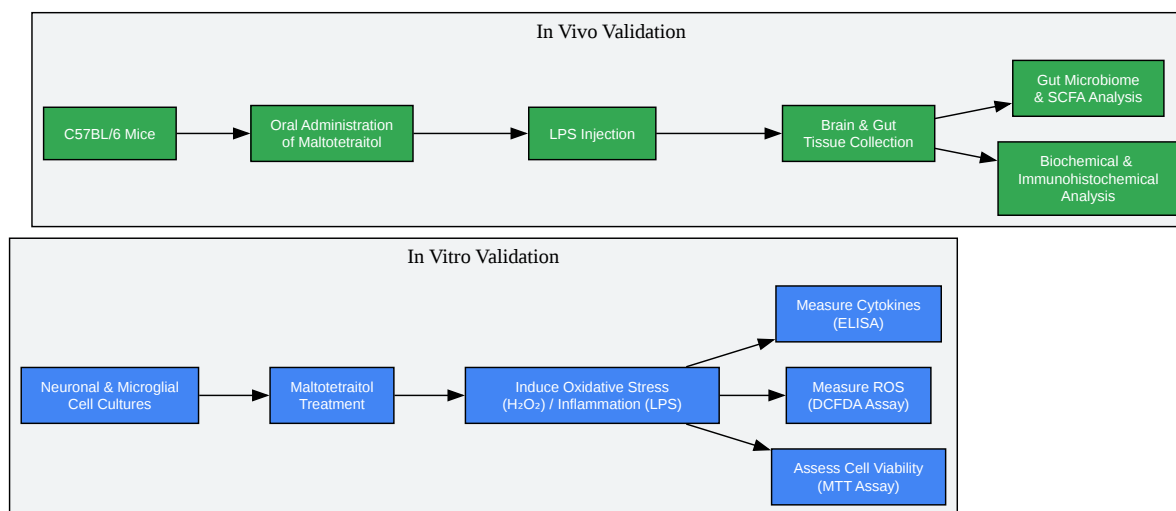 In Vivo Validation
C57BL/6 Mice
Oral Administration
of Maltotetraitol
LPS Injection
Brain & Gut
Tissue Collection
Gut Microbiome
& SCFA Analysis
Biochemical &
Immunohistochemical
Analysis
In Vitro Validation
Neuronal & Microglial
Cell Cultures
Maltotetraitol
Treatment
Induce Oxidative Stress
(H₂O₂) / Inflammation (LPS)
Measure Cytokines
(ELISA)
Measure ROS
(DCFDA Assay)
Assess Cell Viability
(MTT Assay)